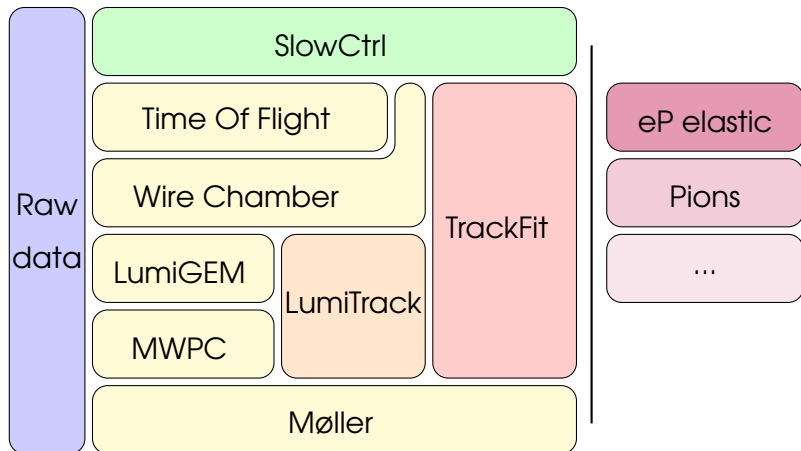 Raw
data
SlowCtrl
Time Of Flight
Wire Chamber
LumiGEM
MWPC
LumiTrack
TrackFit
Møller
eP elastic
Pions
...